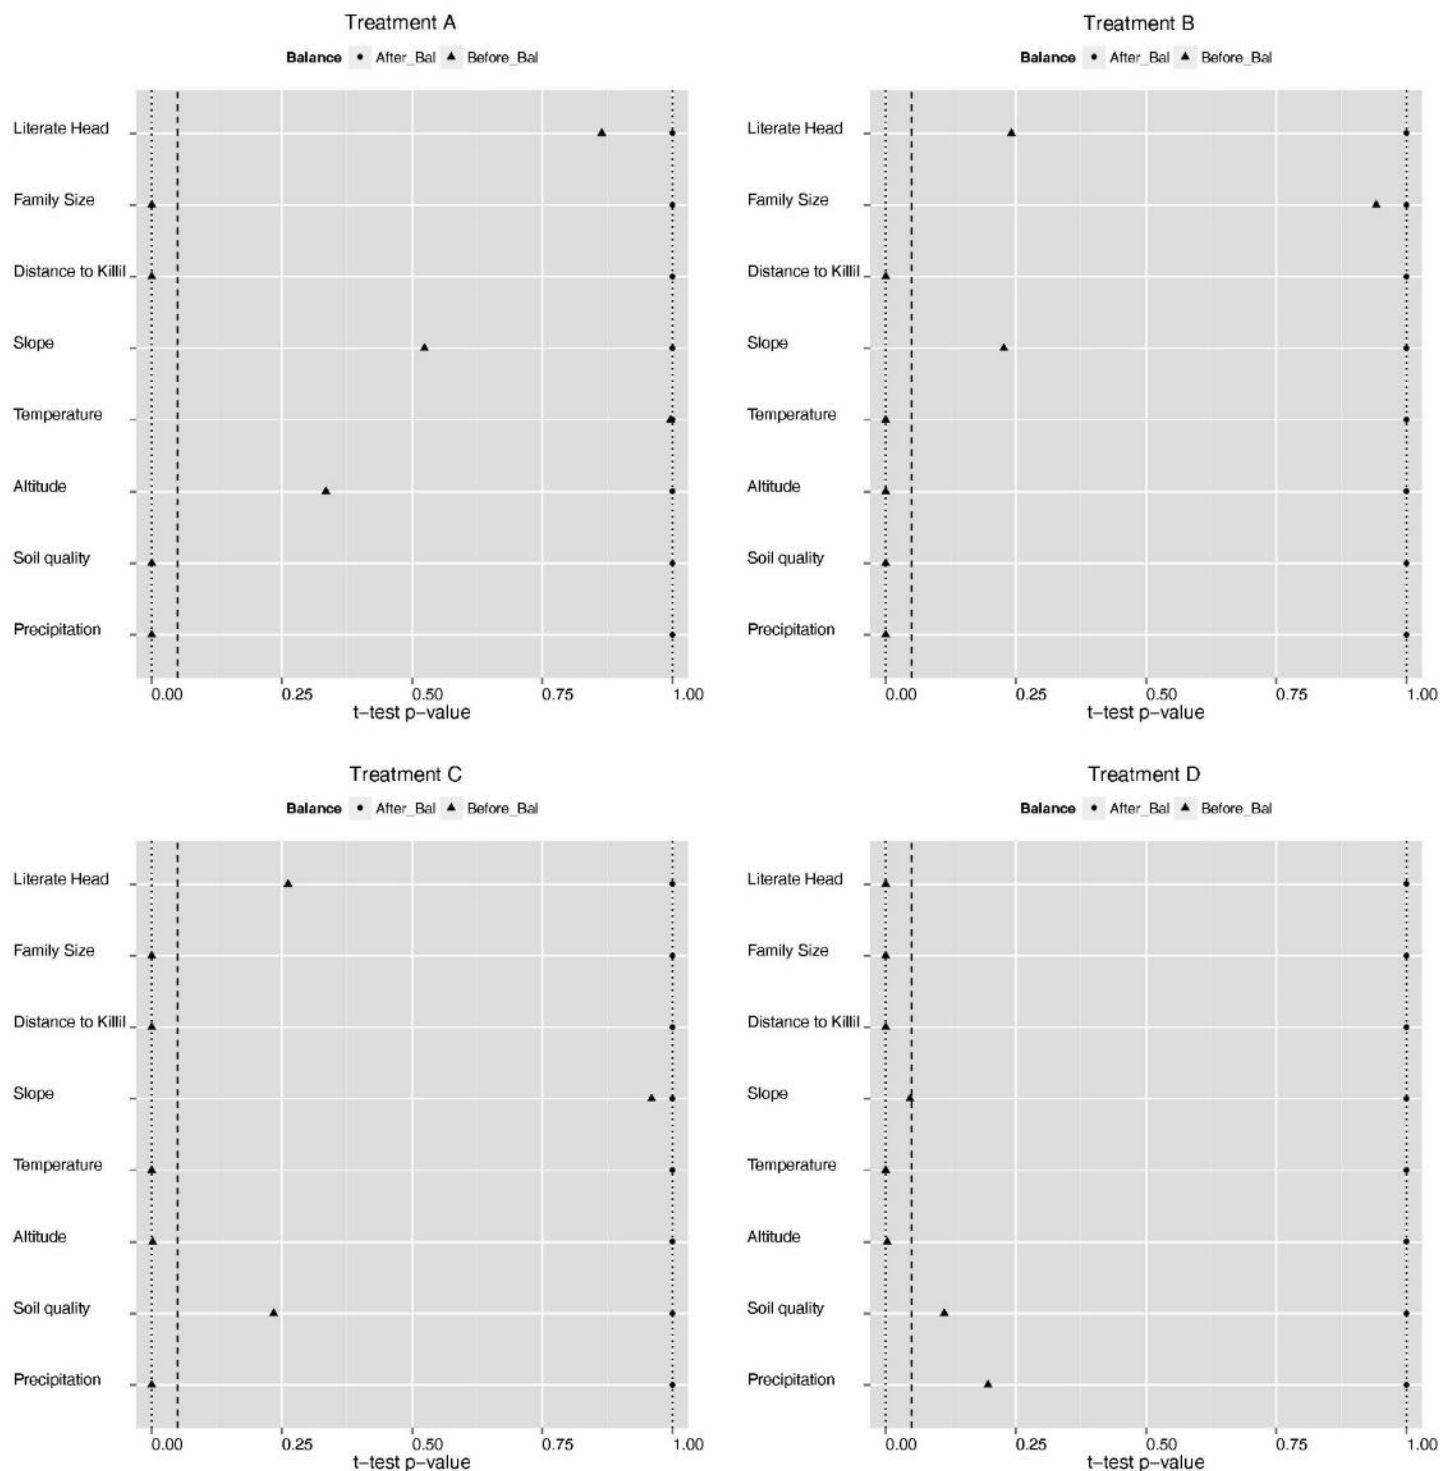 Treatment A
Balance After_Bal Before_Bal
Literate Head
Family Size
Distance to Killil
Slope
Temperature
Altitude
Soil quality
Precipitation
0.00 0.25 0.50 0.75 1.00
t-test p-value
Treatment B
Balance After_Bal Before_Bal
Literate Head
Family Size
Distance to Killil
Slope
Temperature
Altitude
Soil quality
Precipitation
0.00 0.25 0.50 0.75 1.00
t-test p-value
Treatment C
Balance After_Bal Before_Bal
Literate Head
Family Size
Distance to Killil
Slope
Temperature
Altitude
Soil quality
Precipitation
0.00 0.25 0.50 0.75 1.00
t-test p-value
Treatment D
Balance After_Bal Before_Bal
Literate Head
Family Size
Distance to Killil
Slope
Temperature
Altitude
Soil quality
Precipitation
0.00 0.25 0.50 0.75 1.00
t-test p-value